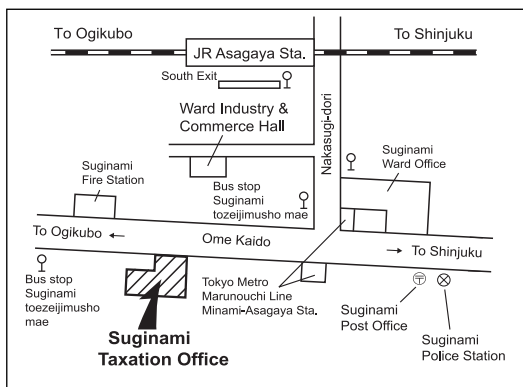 To Ogikubo
To Shinjuku
JR Asagaya Sta.
South Exit
Ward Industry &
Commerce Hall
Nakasugi-dori
Suginami
Ward Office
Suginami
Fire Station
Bus stop
Suginami
tozeijimusho mae
To Ogikubo ←
Ome Kaido
→ To Shinjuku
Bus stop
Suginami
toezeijimusho
mae
Tokyo Metro
Marunouchi Line
Minami-Asagaya Sta.
〒
Suginami
Post Office
Suginami
Police Station
Suginami
Taxation Office